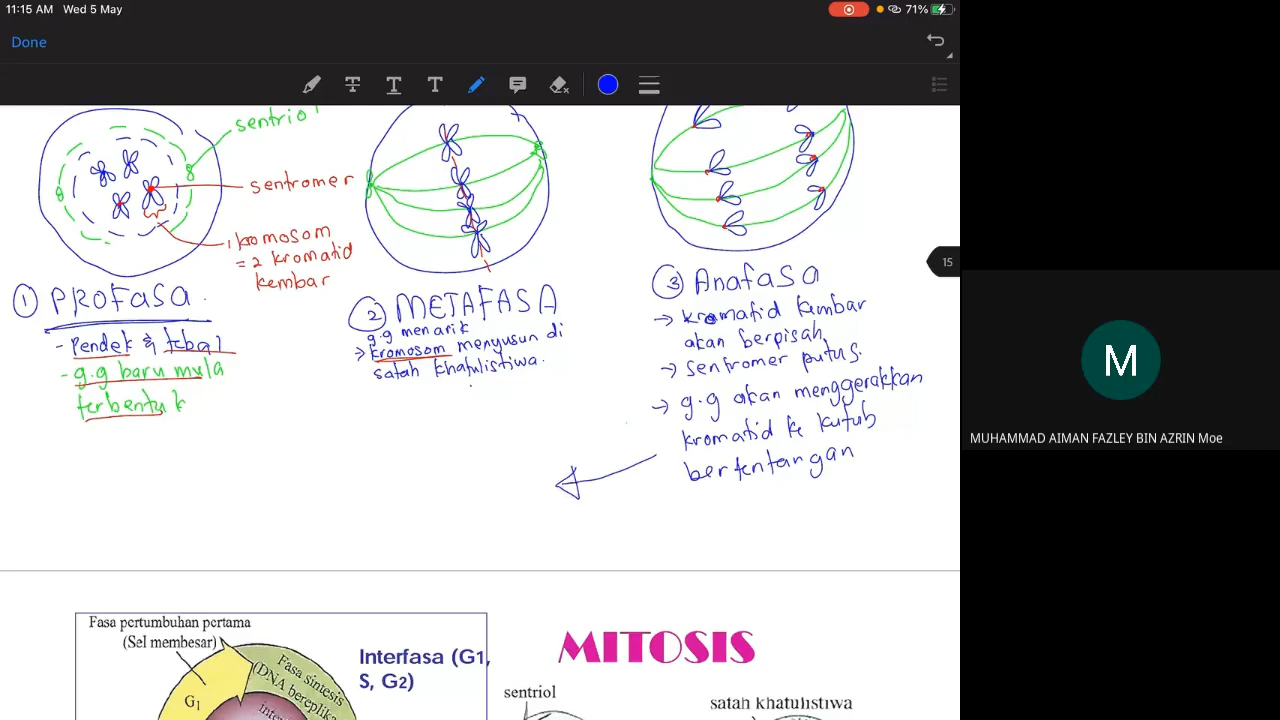 11:15 AM Wed 5 May
71%
Done
T
T
T
sentriol
sentromer
1 kromosom
= 2 kromatid
kembar
① PROFASA
- Pendek & tebal
- g.g baru mula
terbentuk
② METAFASA
g.g menarik
→ kromosom menyusun di
satah khatulistiwa.
③ Anafasa
→ kromatid kembar
akan berpisah
→ Sentromer putus.
→ g.g akan menggerakkan
kromatid ke kutub
bertentangan
15
Fasa pertumbuhan pertama
(Sel membesar)
G1
Fasa sintesis
(DNA bereplika
Interfasa (G1,
S, G2)
MITOSIS
sentriol
satah khatulistiwa
M
MUHAMMAD AIMAN FAZLEY BIN AZRIN Moe